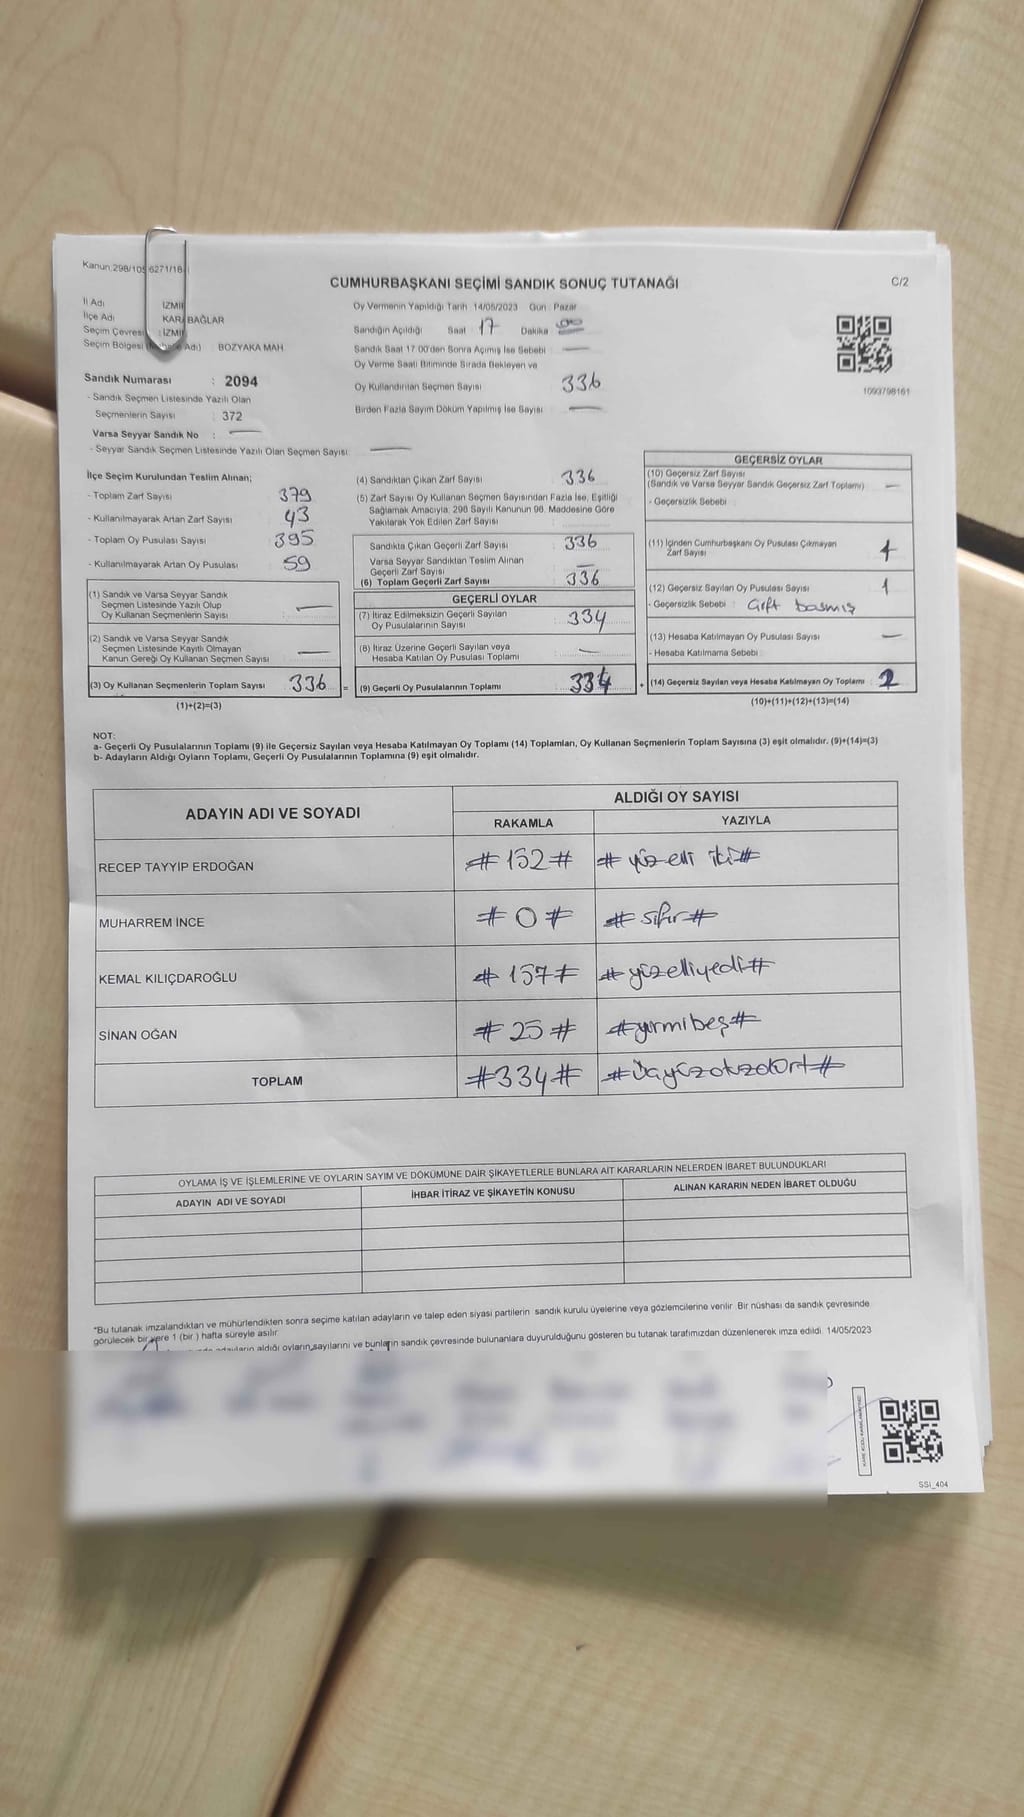 Kanun 298/105 6271/18
CUMHURBAŞKANI SEÇİMİ SANDIK SONUÇ TUTANAĞI
C/2
İl Adı İZMİ
İlçe Adı KARABAĞLAR
Seçim Çevresi : İZMİ
Seçim Bölgesi Adı) BOZYAKA MAH
Oy Vermenin Yapıldığı Tarih 14/05/2023 Gün : Pazar
Sandığın Açıldığı Saat 17 Dakika 00
Sandık Saat 17.00'den Sonra Açımış İse Sebebi : —
Oy Verme Saati Bitiminde Sırada Bekleyen ve
Oy Kullandırılan Seçmen Sayısı 336
Birden Fazla Sayım Döküm Yapılmış İse Sayısı —
1093798161
Sandık Numarası : 2094
- Sandık Seçmen Listesinde Yazılı Olan
Seçmenlerin Sayısı : 372
Varsa Seyyar Sandık No : —
- Seyyar Sandık Seçmen Listesinde Yazılı Olan Seçmen Sayısı: —
İlçe Seçim Kurulundan Teslim Alınan;
- Toplam Zarf Sayısı 379
- Kullanılmayarak Artan Zarf Sayısı 43
- Toplam Oy Pusulası Sayısı 395
- Kullanılmayarak Artan Oy Pusulası 59
(1) Sandık ve Varsa Seyyar Sandık
Seçmen Listesinde Yazılı Olup
Oy Kullanan Seçmenlerin Sayısı : —
(2) Sandık ve Varsa Seyyar Sandık
Seçmen Listesinde Kayıtlı Olmayan
Kanun Gereği Oy Kullanan Seçmen Sayısı —
(3) Oy Kullanan Seçmenlerin Toplam Sayısı 336 =
(1)+(2)=(3)
(4) Sandıktan Çıkan Zarf Sayısı 336
(5) Zarf Sayısı Oy Kullanan Seçmen Sayısından Fazla İse, Eşitliği
Sağlamak Amacıyla, 298 Sayılı Kanunun 98. Maddesine Göre
Yakılarak Yok Edilen Zarf Sayısı
Sandıkta Çıkan Geçerli Zarf Sayısı 336
Varsa Seyyar Sandıktan Teslim Alınan
Geçerli Zarf Sayısı —
(6) Toplam Geçerli Zarf Sayısı 336
GEÇERLİ OYLAR
(7) İtiraz Edilmeksizin Geçerli Sayılan
Oy Pusulalarının Sayısı 334
(8) İtiraz Üzerine Geçerli Sayılan veya
Hesaba Katılan Oy Pusulası Toplamı —
(9) Geçerli Oy Pusulalarının Toplamı 334 +
GEÇERSİZ OYLAR
(10) Geçersiz Zarf Sayısı
(Sandık ve Varsa Seyyar Sandık Geçersiz Zarf Toplamı) —
- Geçersizlik Sebebi
(11) İçinden Cumhurbaşkanı Oy Pusulası Çıkmayan
Zarf Sayısı 1
(12) Geçersiz Sayılan Oy Pusulası Sayısı 1
- Geçersizlik Sebebi : Çift basmış
(13) Hesaba Katılmayan Oy Pusulası Sayısı —
- Hesaba Katılmama Sebebi
(14) Geçersiz Sayılan veya Hesaba Katılmayan Oy Toplamı : 2
(10)+(11)+(12)+(13)=(14)
NOT:
a- Geçerli Oy Pusulalarının Toplamı (9) ile Geçersiz Sayılan veya Hesaba Katılmayan Oy Toplamı (14) Toplamları, Oy Kullanan Seçmenlerin Toplam Sayısına (3) eşit olmalıdır. (9)+(14)=(3)
b- Adayların Aldığı Oyların Toplamı, Geçerli Oy Pusulalarının Toplamına (9) eşit olmalıdır.
ADAYIN ADI VE SOYADI
ALDIĞI OY SAYISI
RAKAMLA YAZIYLA
RECEP TAYYİP ERDOĞAN #152# #yüzelli iki#
MUHARREM İNCE #0# #sıfır#
KEMAL KILIÇDAROĞLU #157# #yüzelliyedi#
SİNAN OĞAN #25# #yirmibeş#
TOPLAM #334# #üçyüzotuzdört#
OYLAMA İŞ VE İŞLEMLERİNE VE OYLARIN SAYIM VE DÖKÜMÜNE DAİR ŞİKAYETLERLE BUNLARA AİT KARARLARIN NELERDEN İBARET BULUNDUKLARI
ADAYIN ADI VE SOYADI İHBAR İTİRAZ VE ŞİKAYETİN KONUSU ALINAN KARARIN NEDEN İBARET OLDUĞU
"Bu tutanak imzalandıktan ve mühürlendikten sonra seçime katılan adayların ve talep eden siyasi partilerin sandık kurulu üyelerine veya gözlemcilerine verilir Bir nüshası da sandık çevresinde
görülecek bir yere 1 (bir ) hafta süreyle asılır.
adayların aldığı oyların sayılarını ve bunların sandık çevresinde bulunanlara duyurulduğunu gösteren bu tutanak tarafımızdan düzenlenerek imza edildi. 14/05/2023
SSI_404